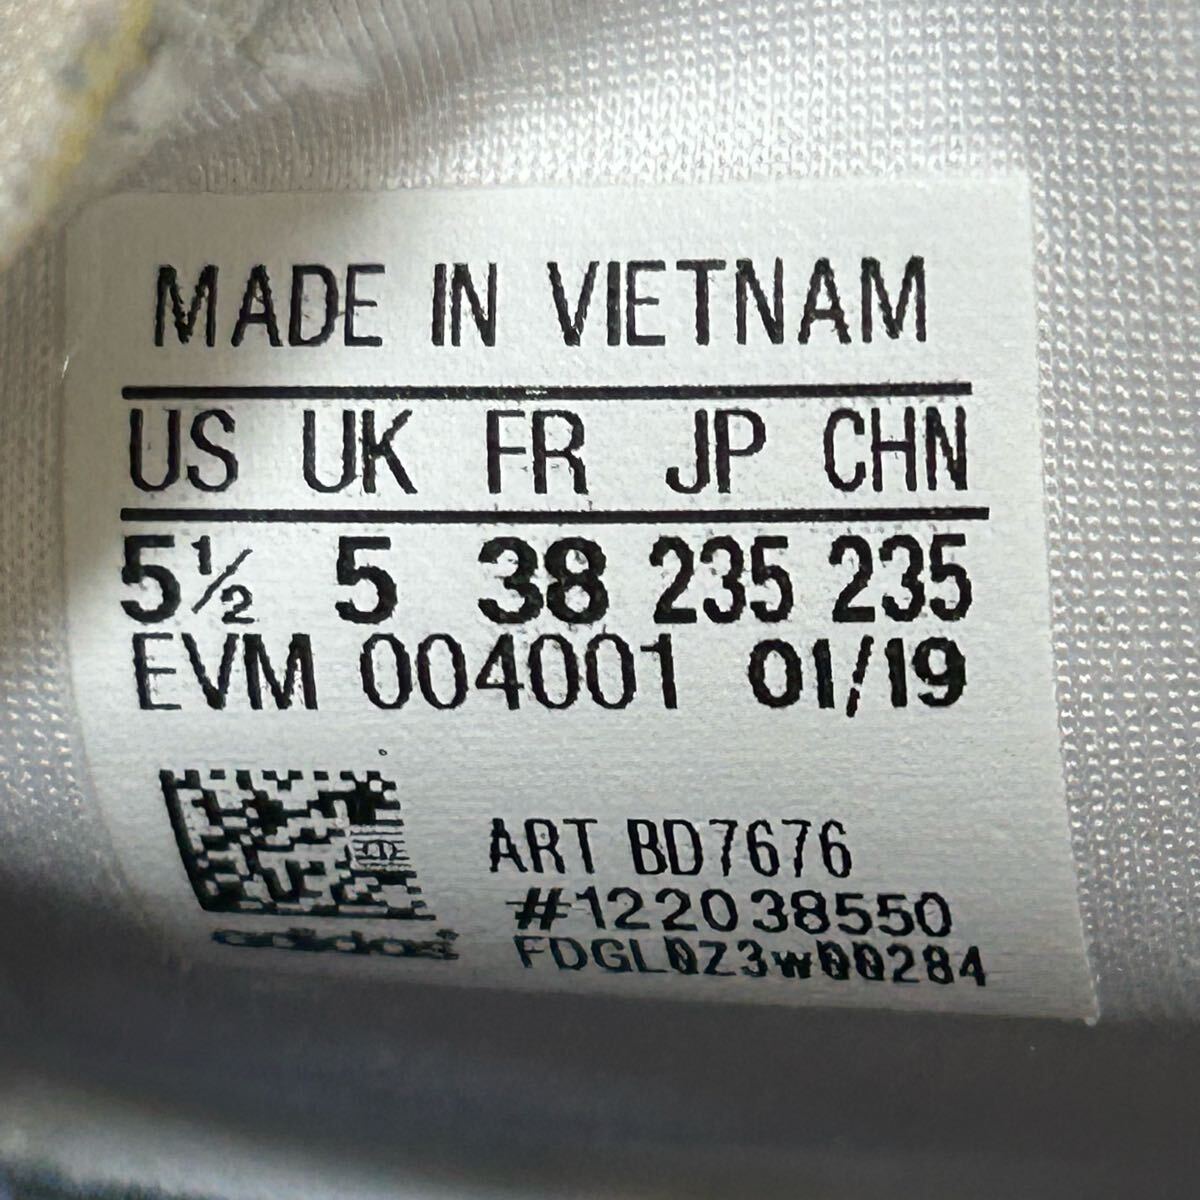 MADE IN VIETNAM
US UK FR JP CHN
5½ 5 38 235 235
EVM 004001 01/19
ART BD7676
#122038550
adidas
FDGL0Z3w00284